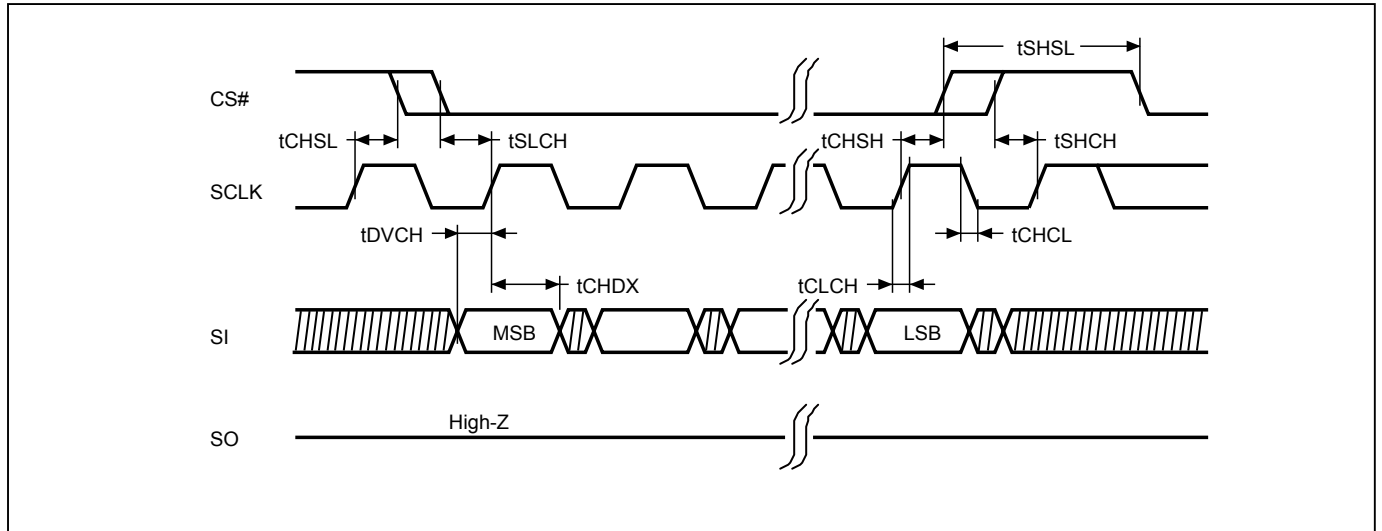 tSHSL
CS#
tCHSL
tSLCH
tCHSH
tSHCH
SCLK
tDVCH
tCHCL
tCHDX
tCLCH
SI
MSB
LSB
High-Z
SO